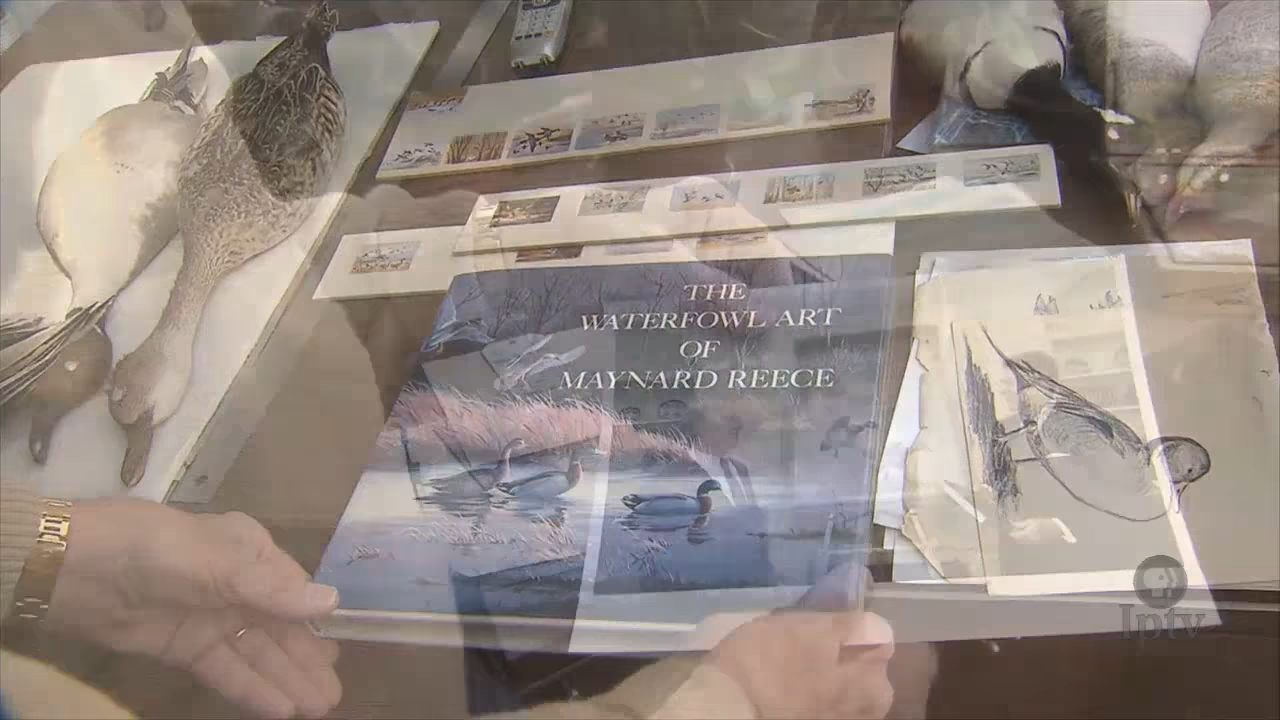 THE
WATERFOWL ART
OF
MAYNARD REECE
Iptv